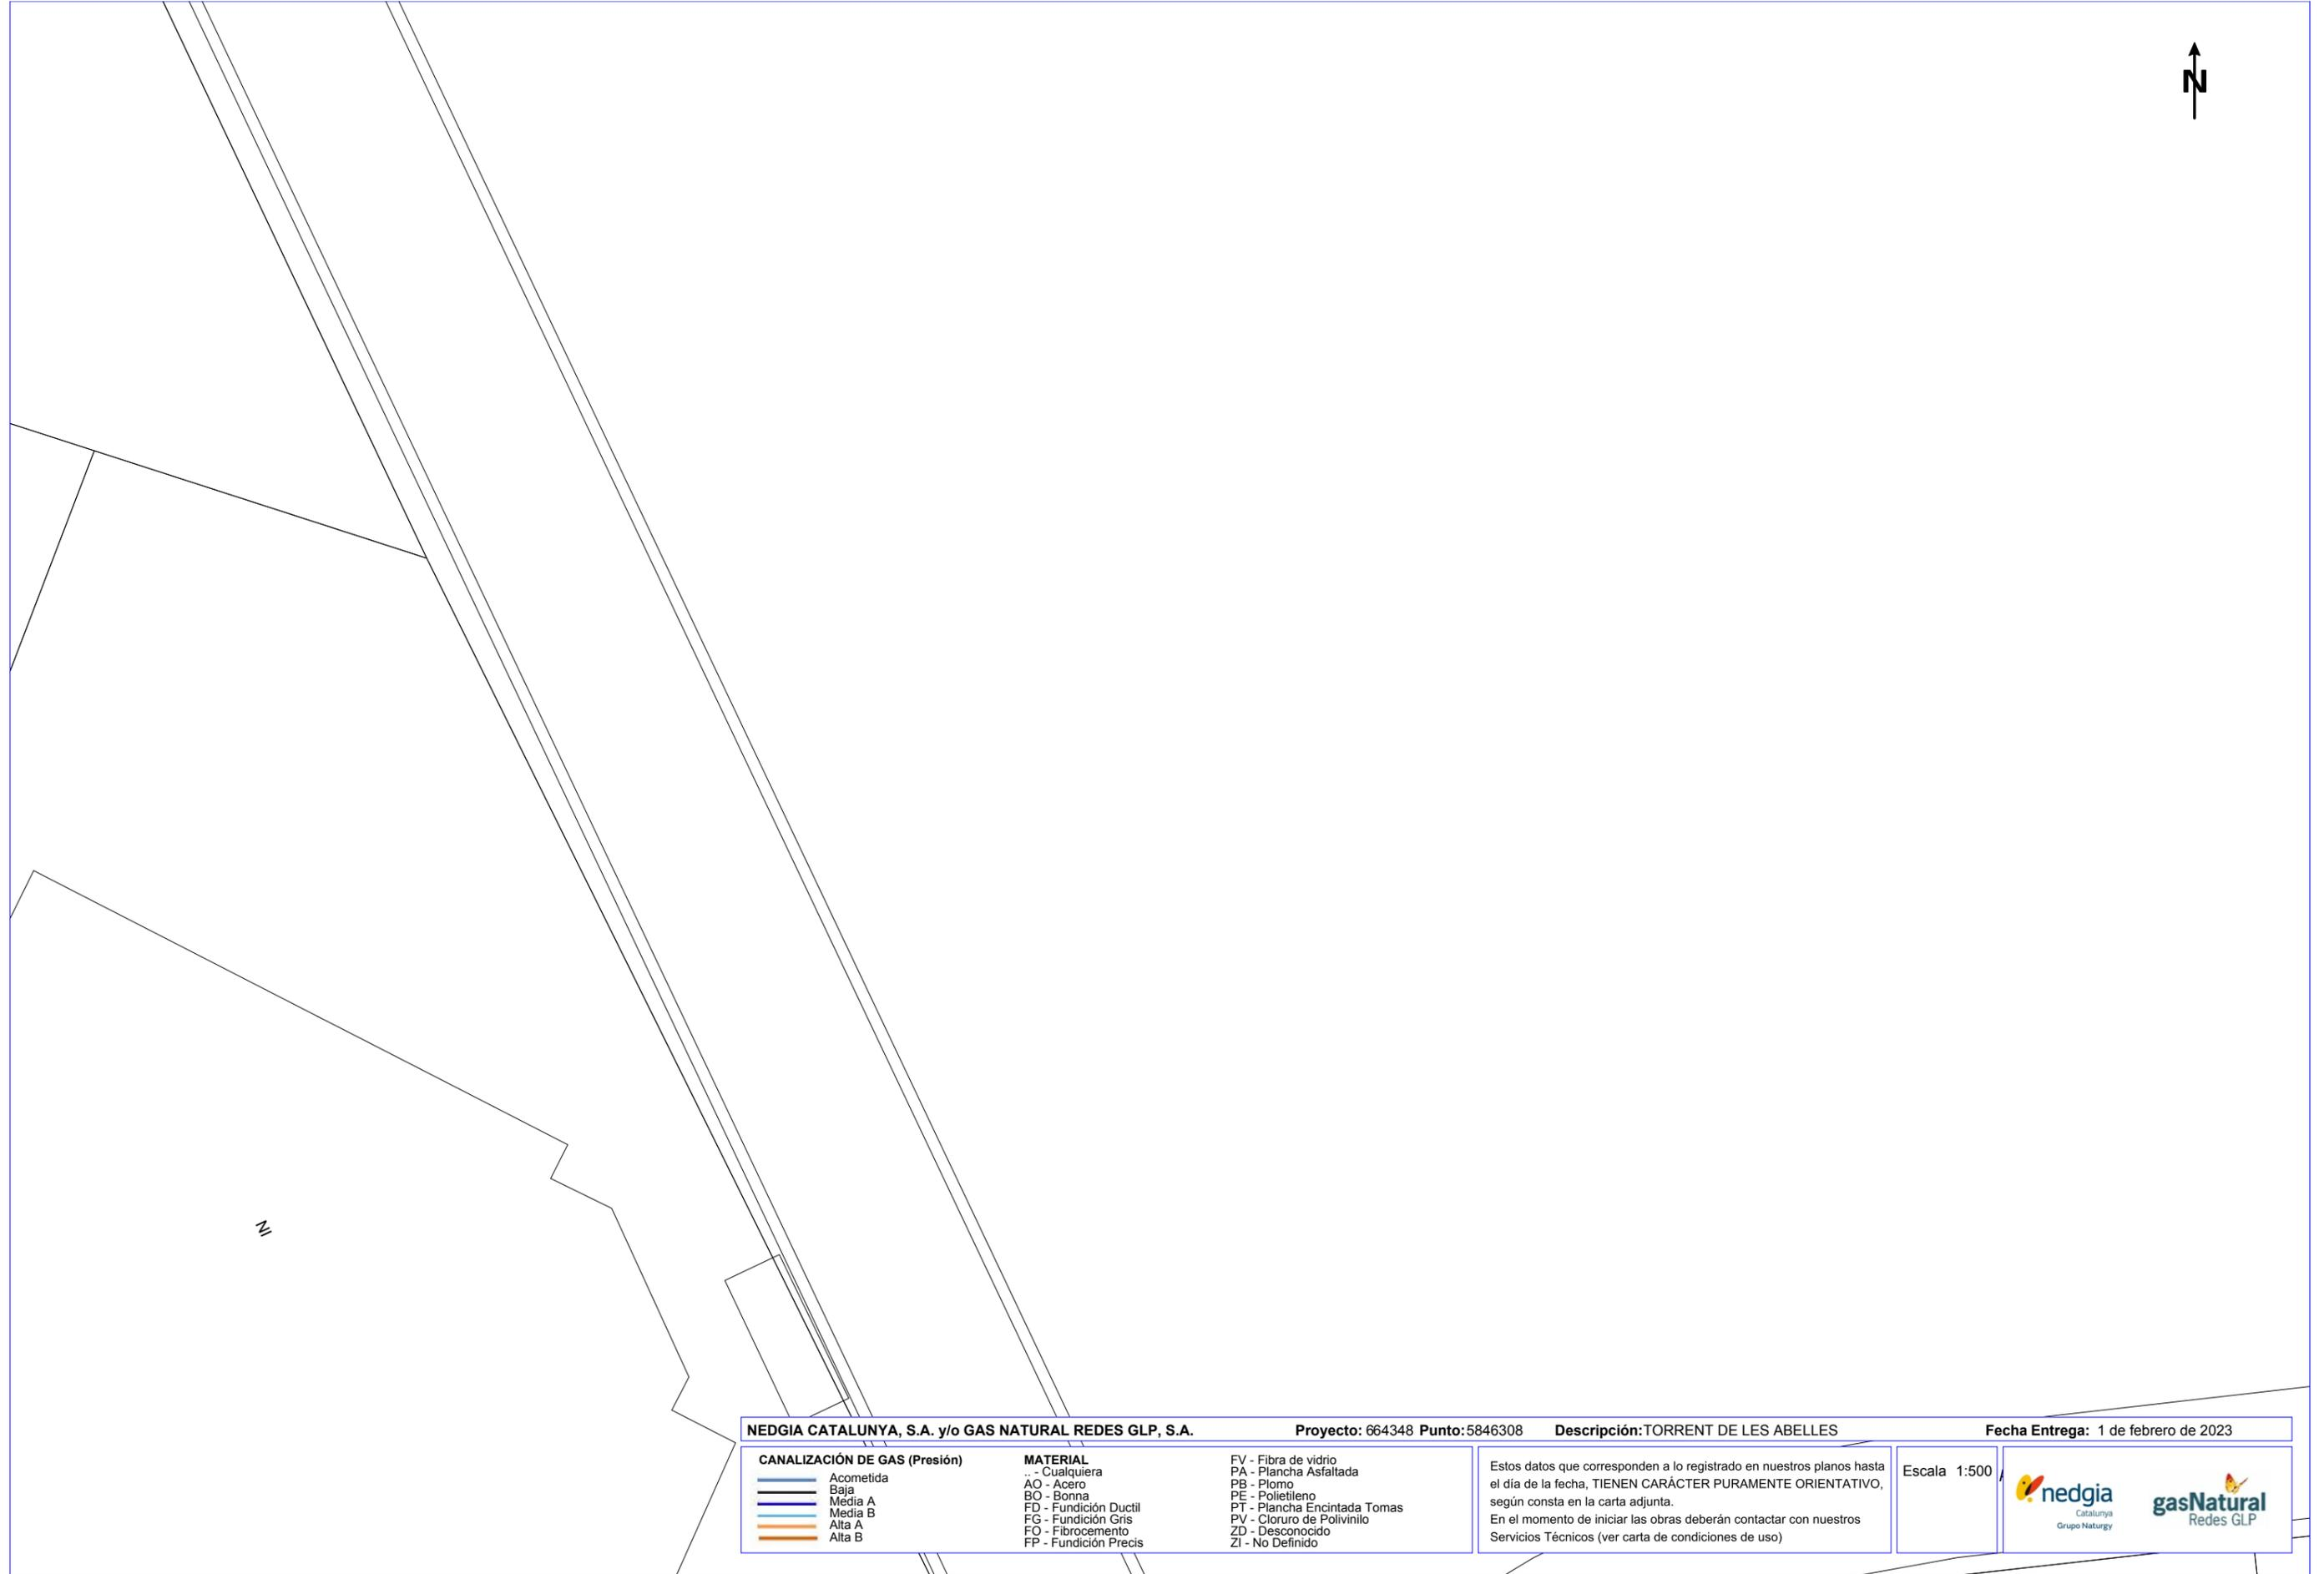 N
NI
NEDGIA CATALUNYA, S.A. y/o GAS NATURAL REDES GLP, S.A. Proyecto: 664348 Punto: 5846308 Descripción: TORRENT DE LES ABELLES Fecha Entrega: 1 de febrero de 2023
CANALIZACIÓN DE GAS (Presión)
Acometida
Baja
Media A
Media B
Alta A
Alta B
MATERIAL
.. - Cualquiera
AO - Acero
BO - Bonna
FD - Fundición Ductil
FG - Fundición Gris
FO - Fibrocemento
FP - Fundición Precis
FV - Fibra de vidrio
PA - Plancha Asfaltada
PB - Plomo
PE - Polietileno
PT - Plancha Encintada Tomas
PV - Cloruro de Polivinilo
ZD - Desconocido
ZI - No Definido
Estos datos que corresponden a lo registrado en nuestros planos hasta
el día de la fecha, TIENEN CARÁCTER PURAMENTE ORIENTATIVO,
según consta en la carta adjunta.
En el momento de iniciar las obras deberán contactar con nuestros
Servicios Técnicos (ver carta de condiciones de uso)
Escala 1:500
nedgia
Catalunya
Grupo Naturgy
gasNatural
Redes GLP